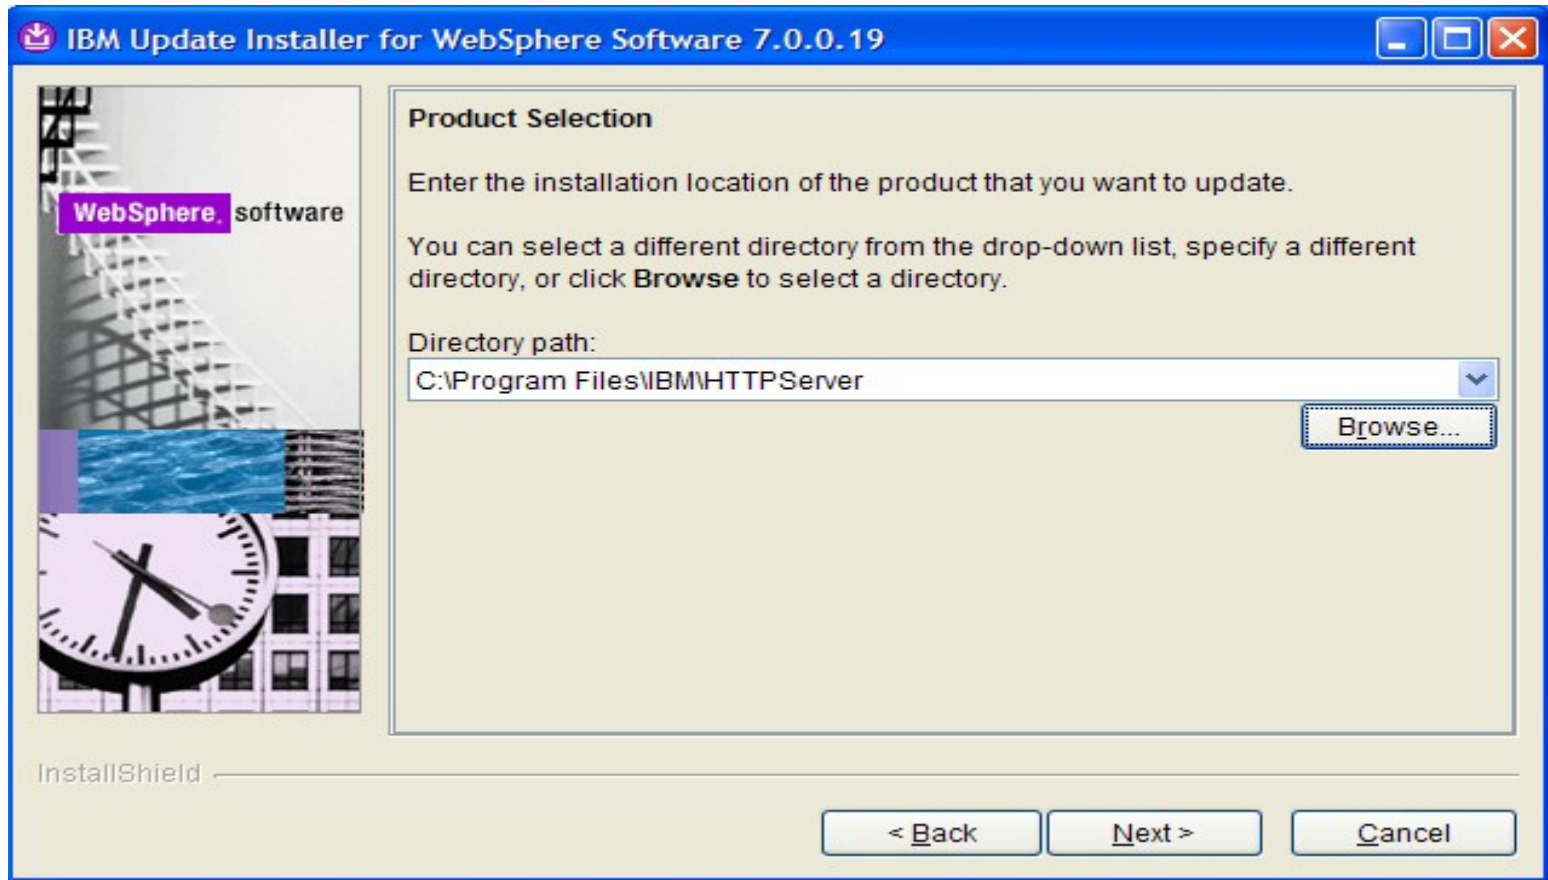 IBM Update Installer for WebSphere Software 7.0.0.19
WebSphere. software
Product Selection
Enter the installation location of the product that you want to update.
You can select a different directory from the drop-down list, specify a different
directory, or click Browse to select a directory.
Directory path:
C:\Program Files\IBM\HTTPServer
Browse...
InstallShield
< Back
Next >
Cancel